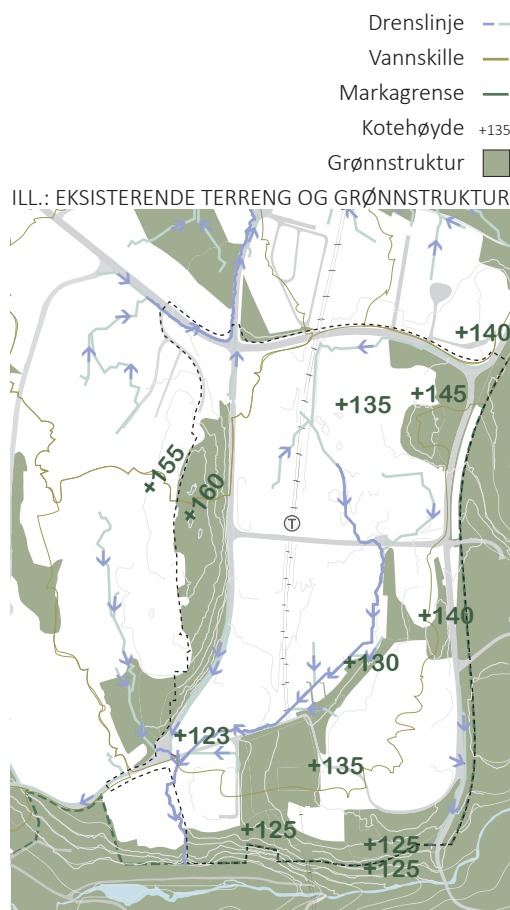 Drenslinje
Vannskille
Markagrense
Kotehøyde +135
Grønnstruktur
ILL.: EKSISTERENDE TERRENG OG GRØNNSTRUKTUR
+140
+145
+135
+155
+160
T
+140
+130
+123
+135
+125
+125
+125